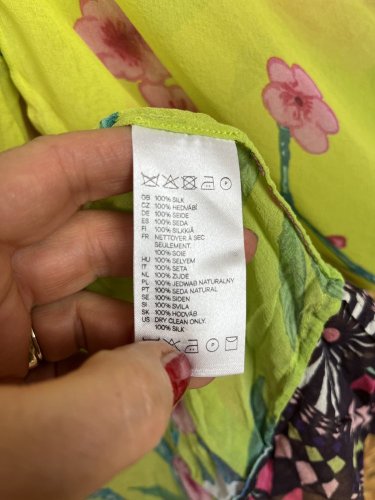 GB 100% SILK
CZ 100% HEDVÁBÍ
DE 100% SEIDE
ES 100% SEDA
FI 100% SILKKIÄ
FR NETTOYER À SEC
SEULEMENT.
100% SOIE
HU 100% SELYEM
IT 100% SETA
NL 100% ZIJDE
PL 100% JEDWAB NATURALNY
PT 100% SEDA NATURAL
SE 100% SIDEN
SI 100% SVILA
SK 100% HODVÁB
US DRY CLEAN ONLY.
100% SILK